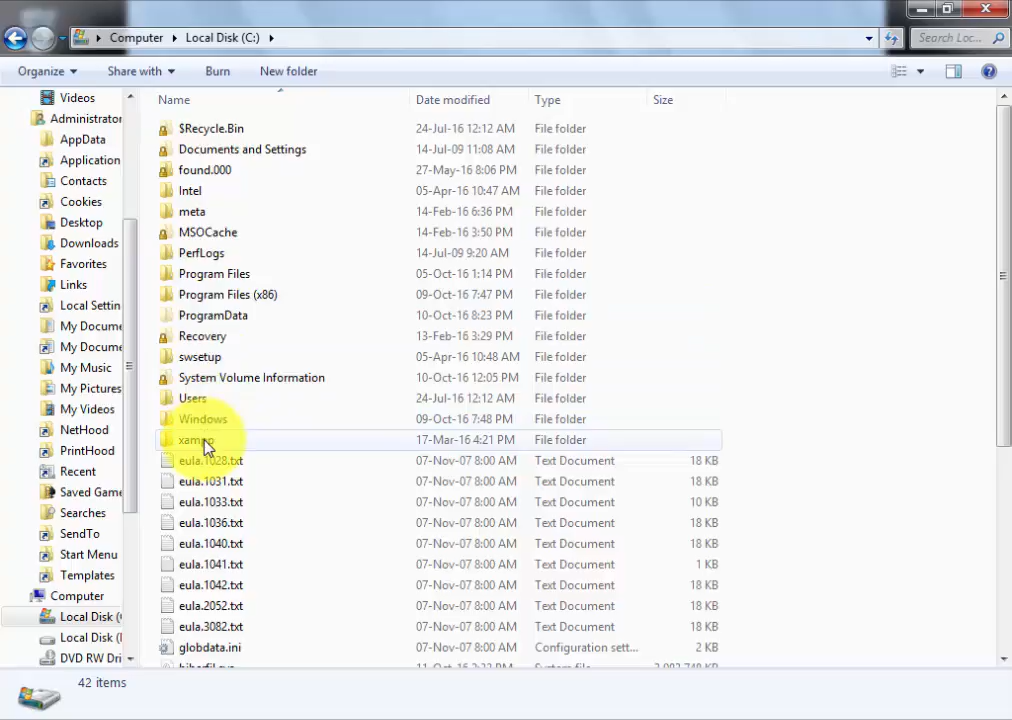 Computer Local Disk (C:) Search Loc...
Organize Share with Burn New folder
Name Date modified Type Size
Videos
Administrator
AppData
Application
Contacts
Cookies
Desktop
Downloads
Favorites
Links
Local Settin
My Docume
My Docume
My Music
My Pictures
My Videos
NetHood
PrintHood
Recent
Saved Game
Searches
SendTo
Start Menu
Templates
Computer
Local Disk (
Local Disk (
DVD RW Dri
$Recycle.Bin 24-Jul-16 12:12 AM File folder
Documents and Settings 14-Jul-09 11:08 AM File folder
found.000 27-May-16 8:06 PM File folder
Intel 05-Apr-16 10:47 AM File folder
meta 14-Feb-16 6:36 PM File folder
MSOCache 14-Feb-16 3:50 PM File folder
PerfLogs 14-Jul-09 9:20 AM File folder
Program Files 05-Oct-16 1:14 PM File folder
Program Files (x86) 09-Oct-16 7:47 PM File folder
ProgramData 10-Oct-16 8:23 PM File folder
Recovery 13-Feb-16 3:29 PM File folder
swsetup 05-Apr-16 10:48 AM File folder
System Volume Information 10-Oct-16 12:05 PM File folder
Users 24-Jul-16 12:12 AM File folder
Windows 09-Oct-16 7:48 PM File folder
xampp 17-Mar-16 4:21 PM File folder
eula.1028.txt 07-Nov-07 8:00 AM Text Document 18 KB
eula.1031.txt 07-Nov-07 8:00 AM Text Document 18 KB
eula.1033.txt 07-Nov-07 8:00 AM Text Document 10 KB
eula.1036.txt 07-Nov-07 8:00 AM Text Document 18 KB
eula.1040.txt 07-Nov-07 8:00 AM Text Document 18 KB
eula.1041.txt 07-Nov-07 8:00 AM Text Document 1 KB
eula.1042.txt 07-Nov-07 8:00 AM Text Document 18 KB
eula.2052.txt 07-Nov-07 8:00 AM Text Document 18 KB
eula.3082.txt 07-Nov-07 8:00 AM Text Document 18 KB
globdata.ini 07-Nov-07 8:00 AM Configuration sett... 2 KB
42 items